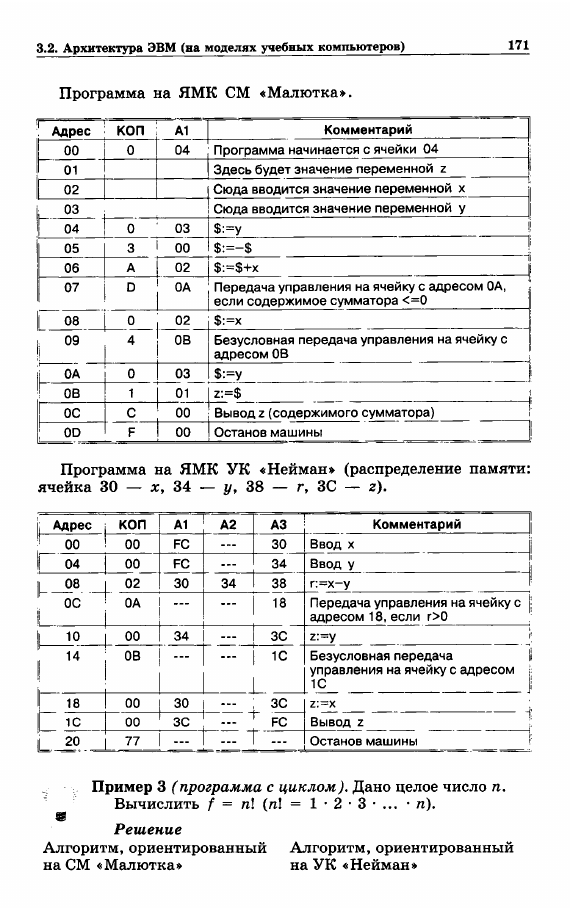 3.2. Архитектура ЭВМ (на моделях учебных компьютеров) 171
Программа на ЯМК СМ «Малютка».
Адрес КОП А1 Комментарий
00 0 04 Программа начинается с ячейки 04
01 Здесь будет значение переменной z
02 Сюда вводится значение переменной x
03 Сюда вводится значение переменной y
04 0 03 $:=y
05 3 00 $:=-$
06 A 02 $:=$+x
07 D 0A Передача управления на ячейку с адресом 0А,
если содержимое сумматора <=0
08 0 02 $:=x
09 4 0B Безусловная передача управления на ячейку с
адресом 0В
0A 0 03 $:=y
0B 1 01 z:=$
0C C 00 Вывод z (содержимого сумматора)
0D F 00 Останов машины
Программа на ЯМК УК «Нейман» (распределение памяти:
ячейка 30 — x, 34 — y, 38 — r, 3C — z).
Адрес КОП А1 А2 А3 Комментарий
00 00 FC --- 30 Ввод x
04 00 FC --- 34 Ввод y
08 02 30 34 38 r:=x-y
0C 0A --- --- 18 Передача управления на ячейку с
адресом 18, если r>0
10 00 34 --- 3C z:=y
14 0B --- --- 1C Безусловная передача
управления на ячейку с адресом
1С
18 00 30 --- 3C z:=x
1C 00 3C --- FC Вывод z
20 77 --- --- --- Останов машины
Пример 3 (программа с циклом). Дано целое число n.
Вычислить f = n! (n! = 1 · 2 · 3 · ... · n).
Решение
Алгоритм, ориентированный Алгоритм, ориентированный
на СМ «Малютка» на УК «Нейман»